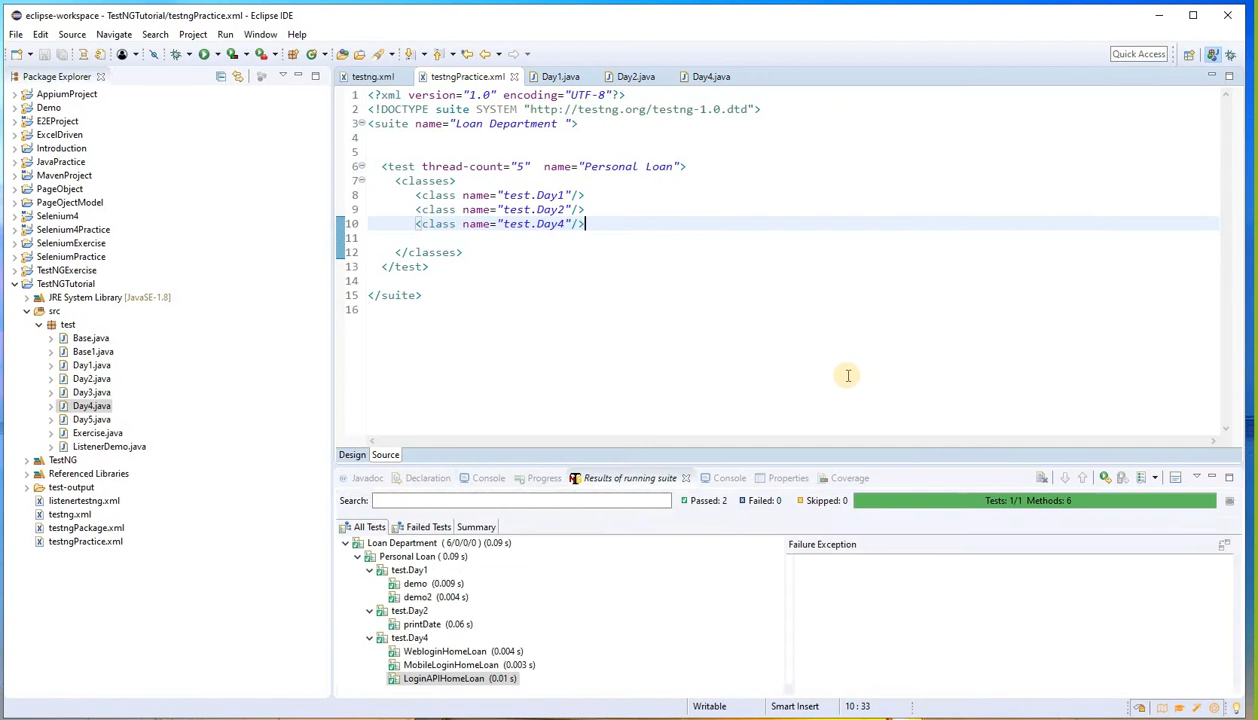 eclipse-workspace - TestNGTutorial/testngPractice.xml - Eclipse IDE
File Edit Source Navigate Search Project Run Window Help
Quick Access
Package Explorer
AppiumProject
Demo
E2EProject
ExcelDriven
Introduction
JavaPractice
MavenProject
PageObject
PageOjectModel
Selenium4
Selenium4Practice
SeleniumExercise
SeleniumPractice
TestNGExercise
TestNGTutorial
JRE System Library [JavaSE-1.8]
src
test
Base.java
Base1.java
Day1.java
Day2.java
Day3.java
Day4.java
Day5.java
Exercise.java
ListenerDemo.java
TestNG
Referenced Libraries
test-output
listenertestng.xml
testng.xml
testngPackage.xml
testngPractice.xml
testng.xml testngPractice.xml Day1.java Day2.java Day4.java
1 <?xml version="1.0" encoding="UTF-8"?>
2 <!DOCTYPE suite SYSTEM "http://testng.org/testng-1.0.dtd">
3 <suite name="Loan Department ">
4
5
6 <test thread-count="5"  name="Personal Loan">
7 <classes>
8 <class name="test.Day1"/>
9 <class name="test.Day2"/>
10 <class name="test.Day4"/>
11
12 </classes>
13 </test>
14
15 </suite>
16
Design Source
Javadoc Declaration Console Progress Results of running suite Console Properties Coverage
Search: Passed: 2 Failed: 0 Skipped: 0 Tests: 1/1 Methods: 6
All Tests Failed Tests Summary
Loan Department ( 6/0/0/0 ) (0.09 s)
Personal Loan ( 0.09 s)
test.Day1
demo (0.009 s)
demo2 (0.004 s)
test.Day2
printDate (0.06 s)
test.Day4
WebloginHomeLoan (0.004 s)
MobileLoginHomeLoan (0.003 s)
LoginAPIHomeLoan (0.01 s)
Failure Exception
Writable Smart Insert 10 : 33